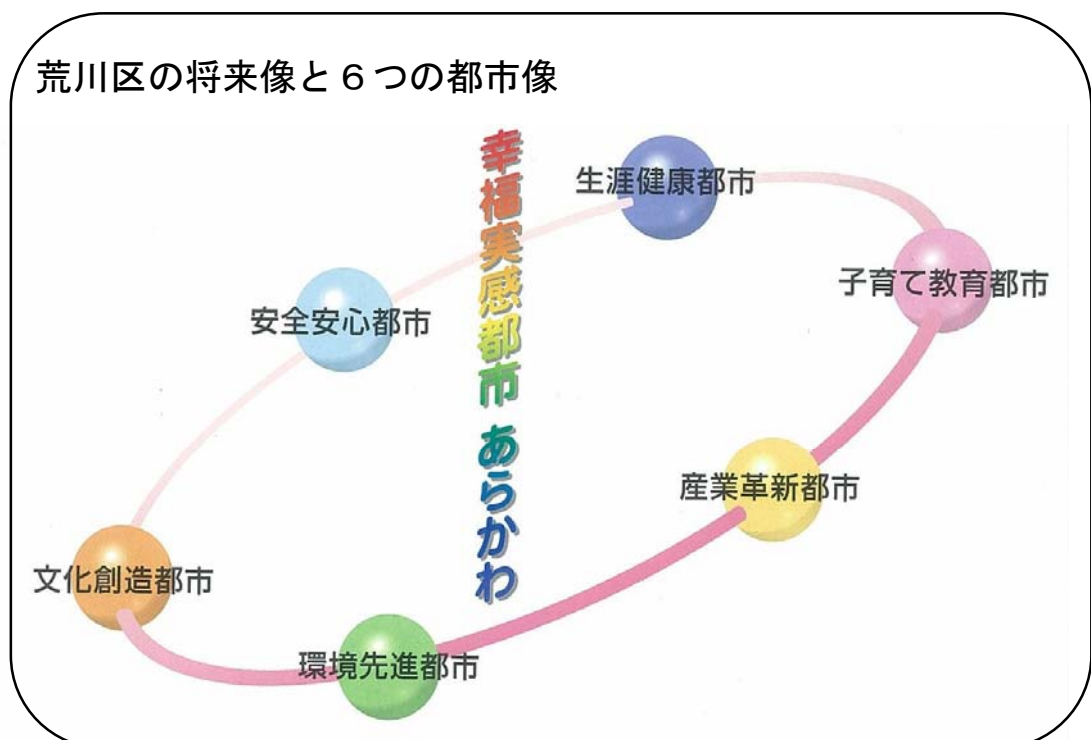 荒川区の将来像と６つの都市像
幸福実感都市 あらかわ
生涯健康都市
子育て教育都市
安全安心都市
産業革新都市
文化創造都市
環境先進都市